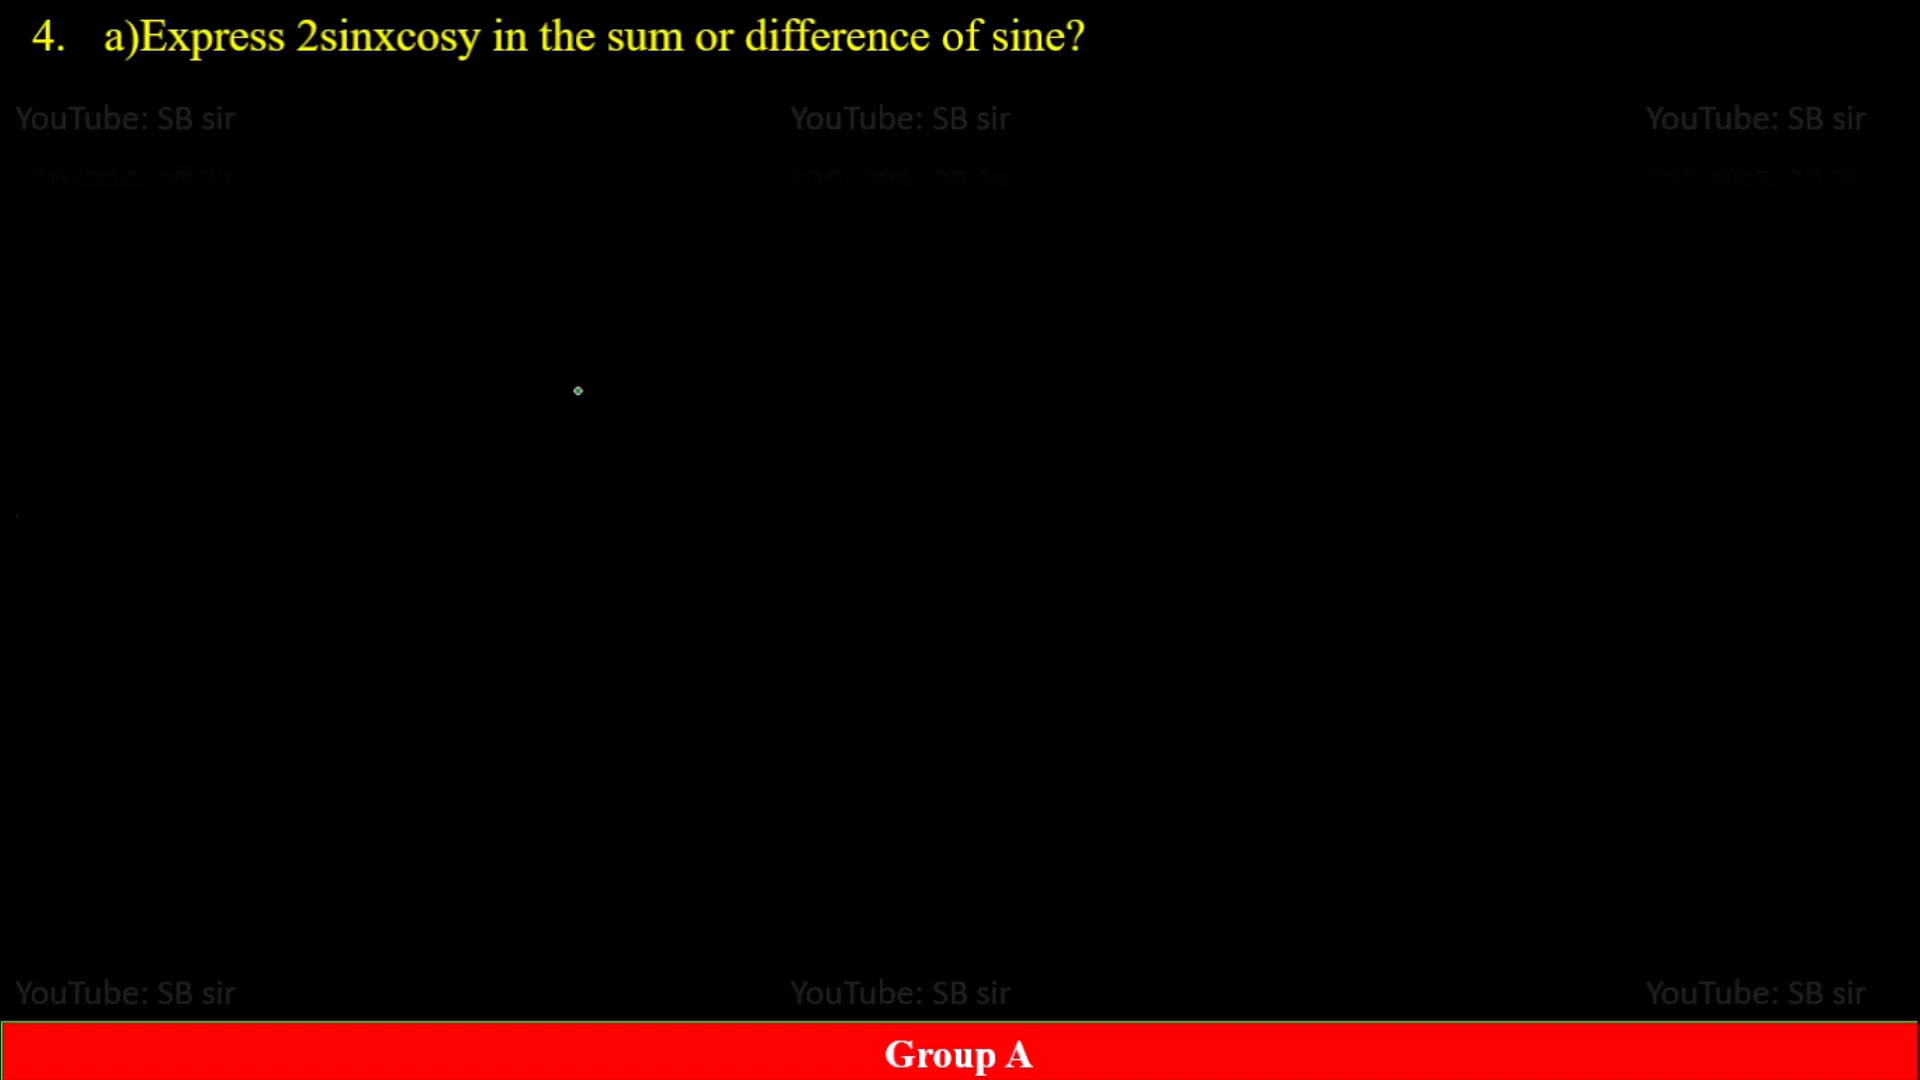 4. a)Express 2sinxcosy in the sum or difference of sine?
YouTube: SB sir YouTube: SB sir YouTube: SB sir
YouTube: SB sir YouTube: SB sir YouTube: SB sir
Group A